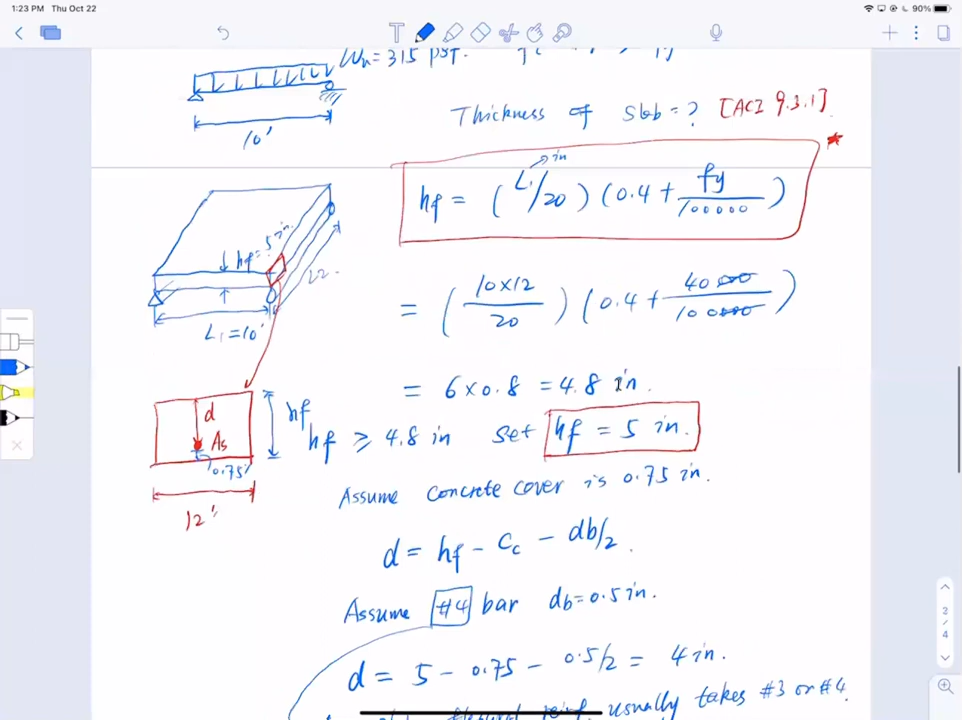 1:23 PM Thu Oct 22
90%
Wu = 315 psf.
10'
Thickness of Slab = ? [ACI 9.3.1]
in
hf = (L1/20) (0.4 + fy/100000)
hf = 5 in.
L2
L1 = 10'
= (10x12/20) (0.4 + 40000/100000)
= 6 x 0.8 = 4.8 in.
d
hf
As
0.75"
12"
hf ≥ 4.8 in Set hf = 5 in.
Assume concrete cover is 0.75 in.
d = hf - Cc - db/2.
Assume #4 bar db = 0.5 in.
d = 5 - 0.75 - 0.5/2 = 4 in.
usually takes #3 or #4.
2/4